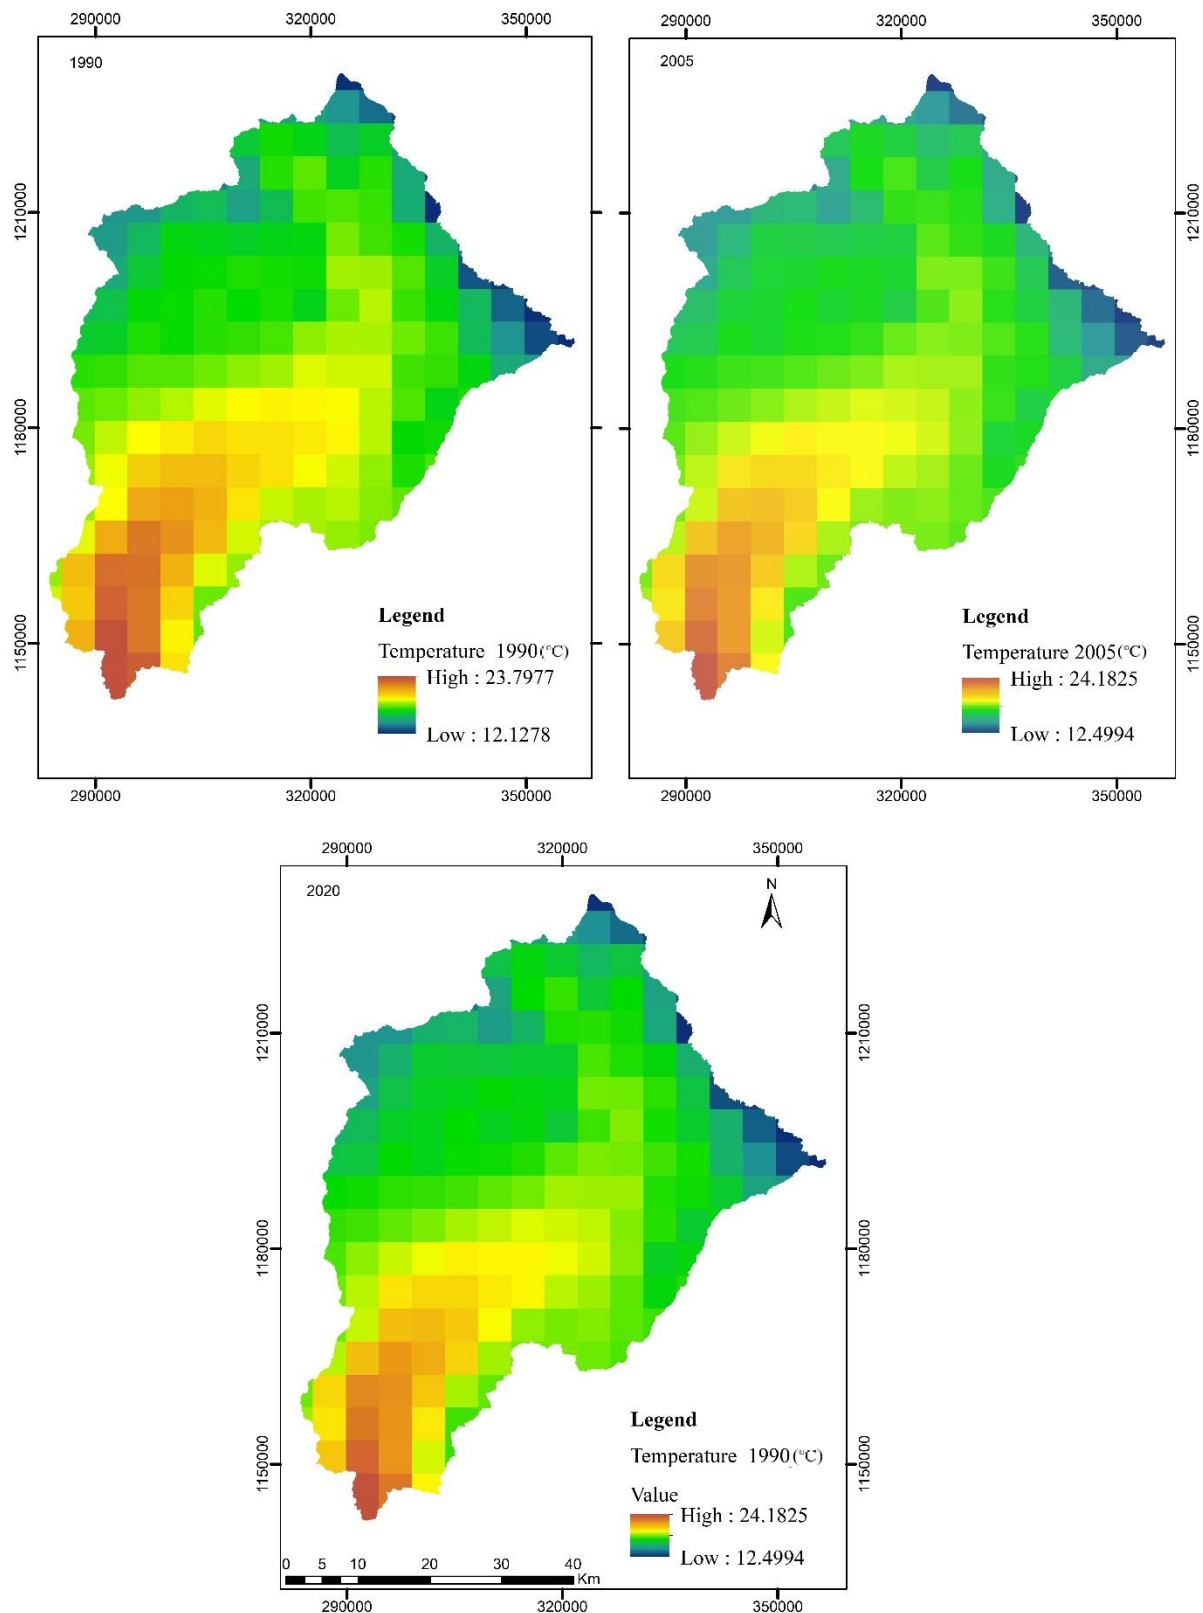 290000 320000 350000
1990
1210000 1180000 1150000
Legend
Temperature 1990(°C)
High : 23.7977
Low : 12.1278
290000 320000 350000
290000 320000 350000
2005
1210000 1180000 1150000
Legend
Temperature 2005(°C)
High : 24.1825
Low : 12.4994
290000 320000 350000
290000 320000 350000
2020
N
1210000 1180000 1150000
1210000 1180000 1150000
Legend
Temperature 1990(°C)
Value
High : 24.1825
Low : 12.4994
0 5 10 20 30 40
Km
290000 320000 350000